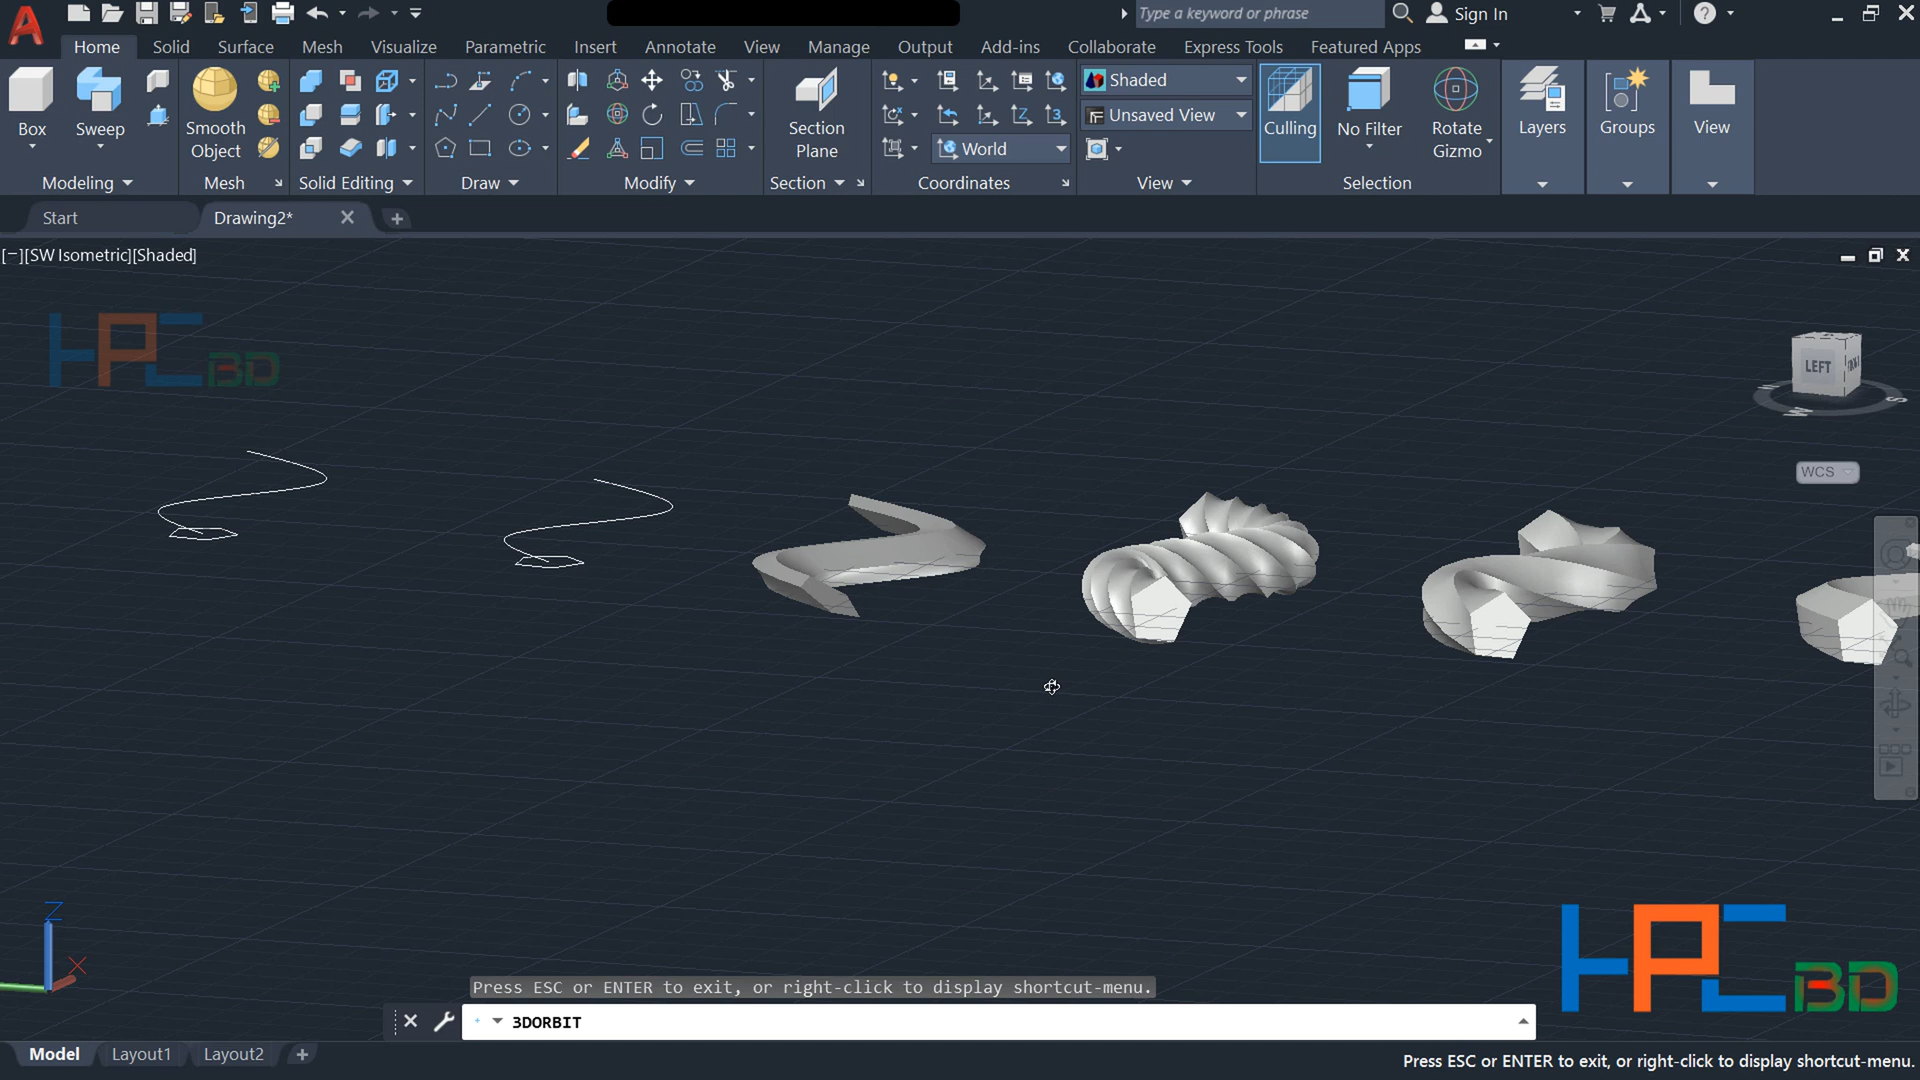 Type a keyword or phrase
Sign In
Home Solid Surface Mesh Visualize Parametric Insert Annotate View Manage Output Add-ins Collaborate Express Tools Featured Apps
Box
Sweep
Smooth
Object
Section
Plane
World
Shaded
Unsaved View
Culling
No Filter
Rotate
Gizmo
Layers
Groups
View
Modeling
Mesh
Solid Editing
Draw
Modify
Section
Coordinates
View
Selection
Start
Drawing2*
[−][SW Isometric][Shaded]
HPC BD
LEFT
W
S
WCS
Z
X
Press ESC or ENTER to exit, or right-click to display shortcut-menu.
3DORBIT
HPC BD
Model Layout1 Layout2
Press ESC or ENTER to exit, or right-click to display shortcut-menu.